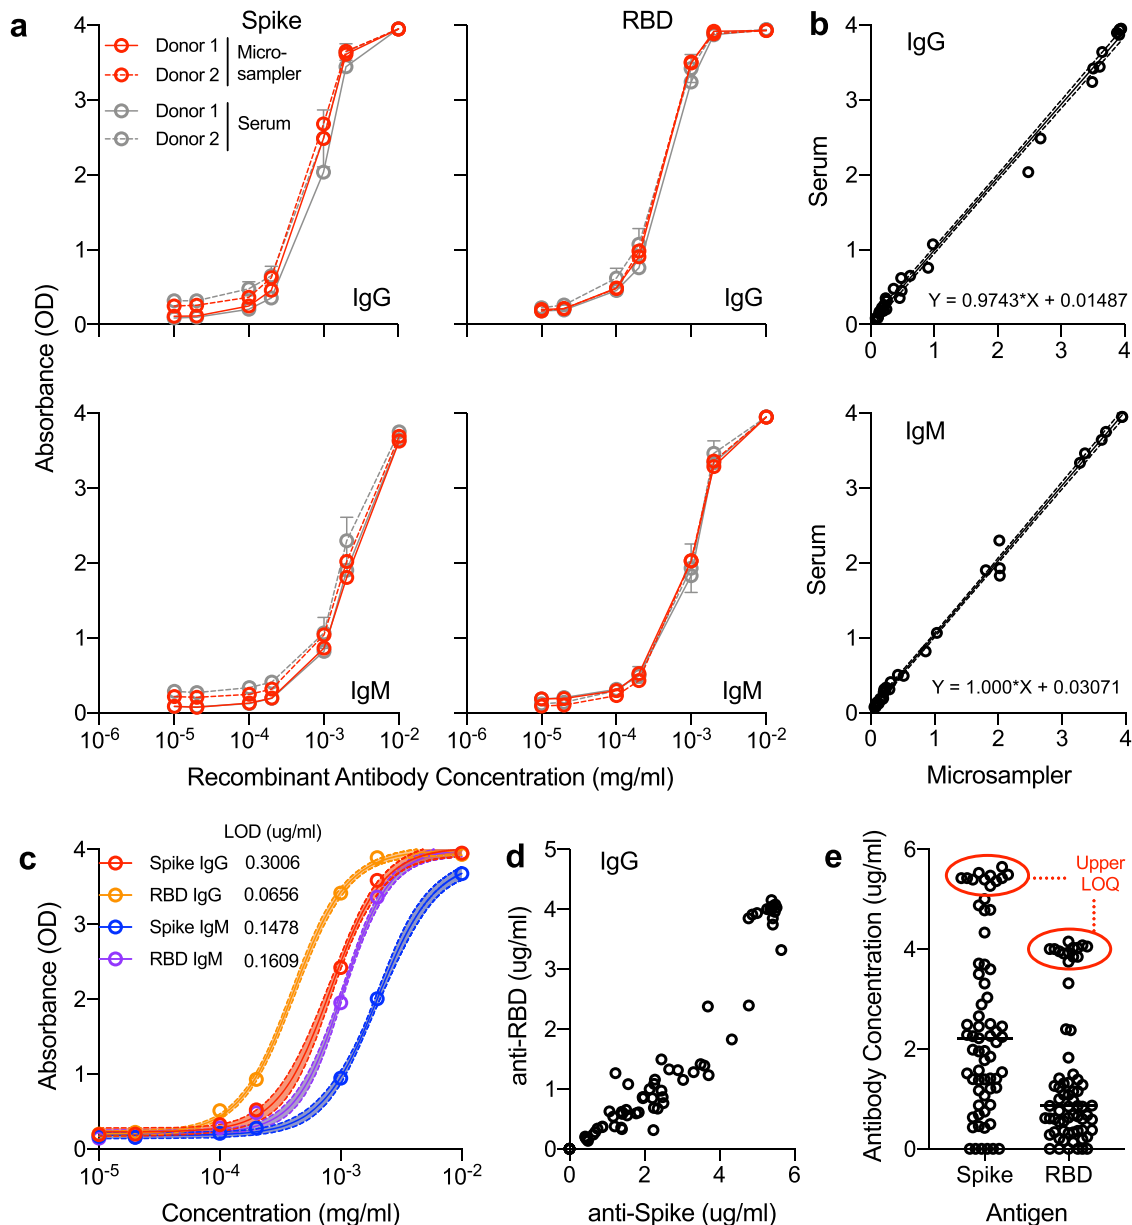 a
Spike
RBD
b
Donor 1
Donor 2
Micro-
sampler
Donor 1
Donor 2
Serum
4
3
2
1
0
IgG
IgG
IgG
Serum
4
3
2
1
0
Y = 0.9743*X + 0.01487
0 1 2 3 4
Absorbance (OD)
4
3
2
1
0
IgM
IgM
10-6 10-5 10-4 10-3 10-2
10-6 10-5 10-4 10-3 10-2
Recombinant Antibody Concentration (mg/ml)
IgM
Serum
4
3
2
1
0
Y = 1.000*X + 0.03071
0 1 2 3 4
Microsampler
c
LOD (ug/ml)
Spike IgG 0.3006
RBD IgG 0.0656
Spike IgM 0.1478
RBD IgM 0.1609
Absorbance (OD)
4
3
2
1
0
10-5 10-4 10-3 10-2
Concentration (mg/ml)
d
IgG
anti-RBD (ug/ml)
5
4
3
2
1
0
0 2 4 6
anti-Spike (ug/ml)
e
Antibody Concentration (ug/ml)
6
4
2
0
Upper
LOQ
Spike RBD
Antigen